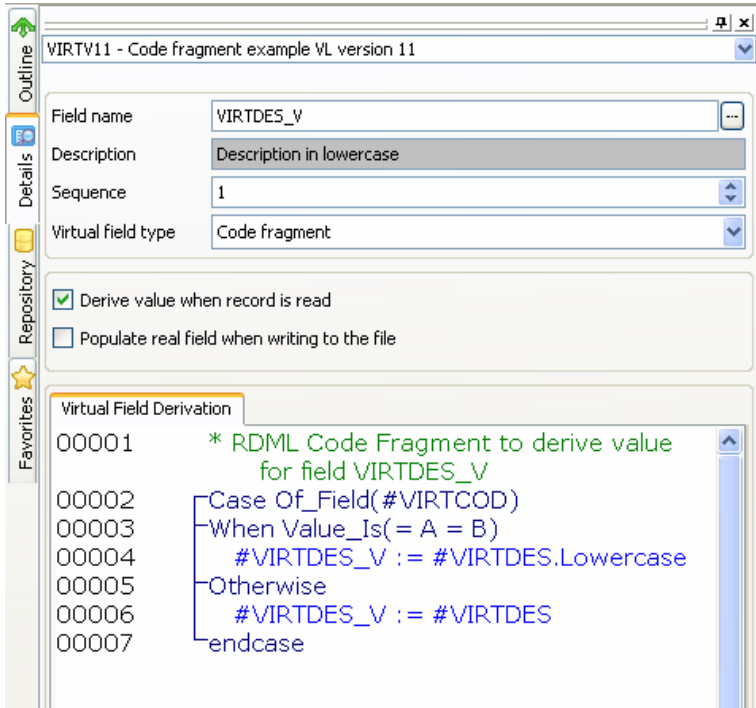 Outline
Details
Repository
Favorites
VIRTV11 - Code fragment example VL version 11
Field name VIRTDES_V ...
Description Description in lowercase
Sequence 1
Virtual field type Code fragment
Derive value when record is read
Populate real field when writing to the file
Virtual Field Derivation
00001 * RDML Code Fragment to derive value
for field VIRTDES_V
00002 Case Of_Field(#VIRTCOD)
00003 When Value_Is(= A = B)
00004 #VIRTDES_V := #VIRTDES.Lowercase
00005 Otherwise
00006 #VIRTDES_V := #VIRTDES
00007 endcase